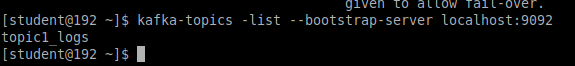 given to allow fail-over.
[student@192 ~]$ kafka-topics -list --bootstrap-server localhost:9092
topic1_logs
[student@192 ~]$